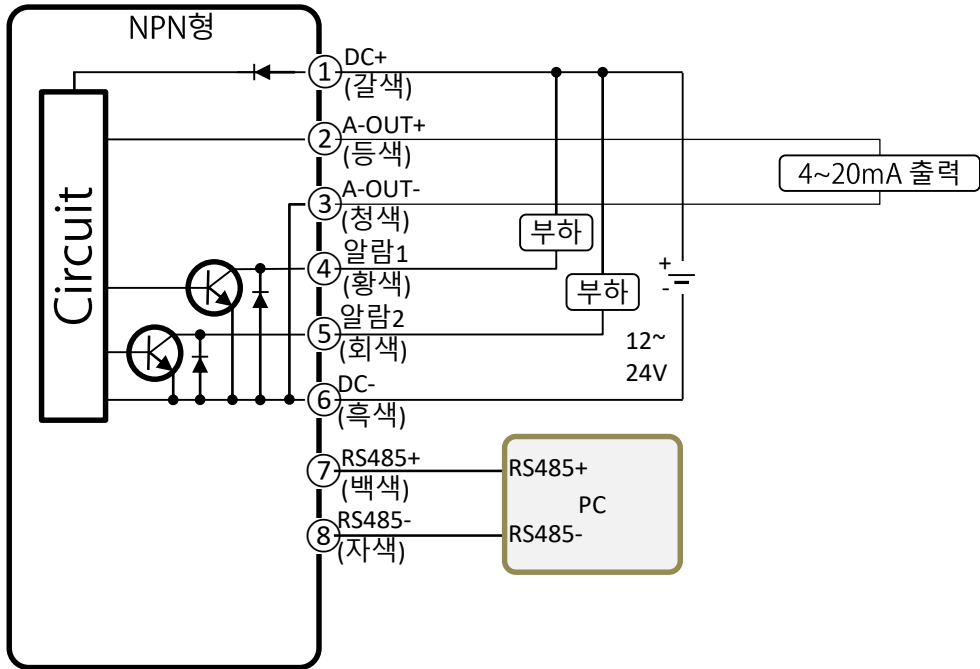 NPN형
Circuit
1
DC+
(갈색)
2
A-OUT+
(등색)
3
A-OUT-
(청색)
4
알람1
(황색)
5
알람2
(회색)
6
DC-
(흑색)
7
RS485+
(백색)
8
RS485-
(자색)
4~20mA 출력
부하
부하
+
-
12~
24V
RS485+
PC
RS485-